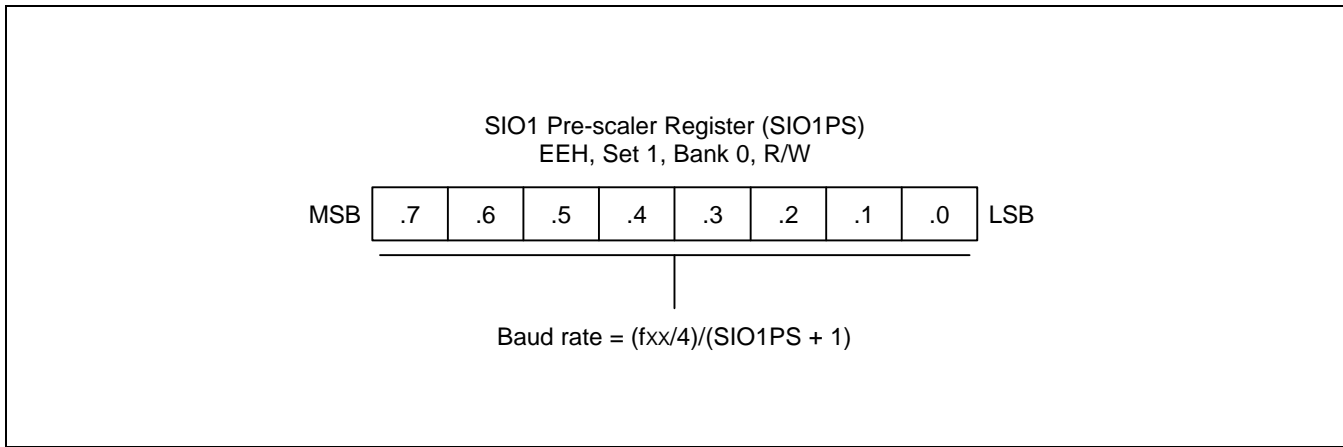 SIO1 Pre-scaler Register (SIO1PS)
EEH, Set 1, Bank 0, R/W
MSB .7 .6 .5 .4 .3 .2 .1 .0 LSB
Baud rate = (fxx/4)/(SIO1PS + 1)